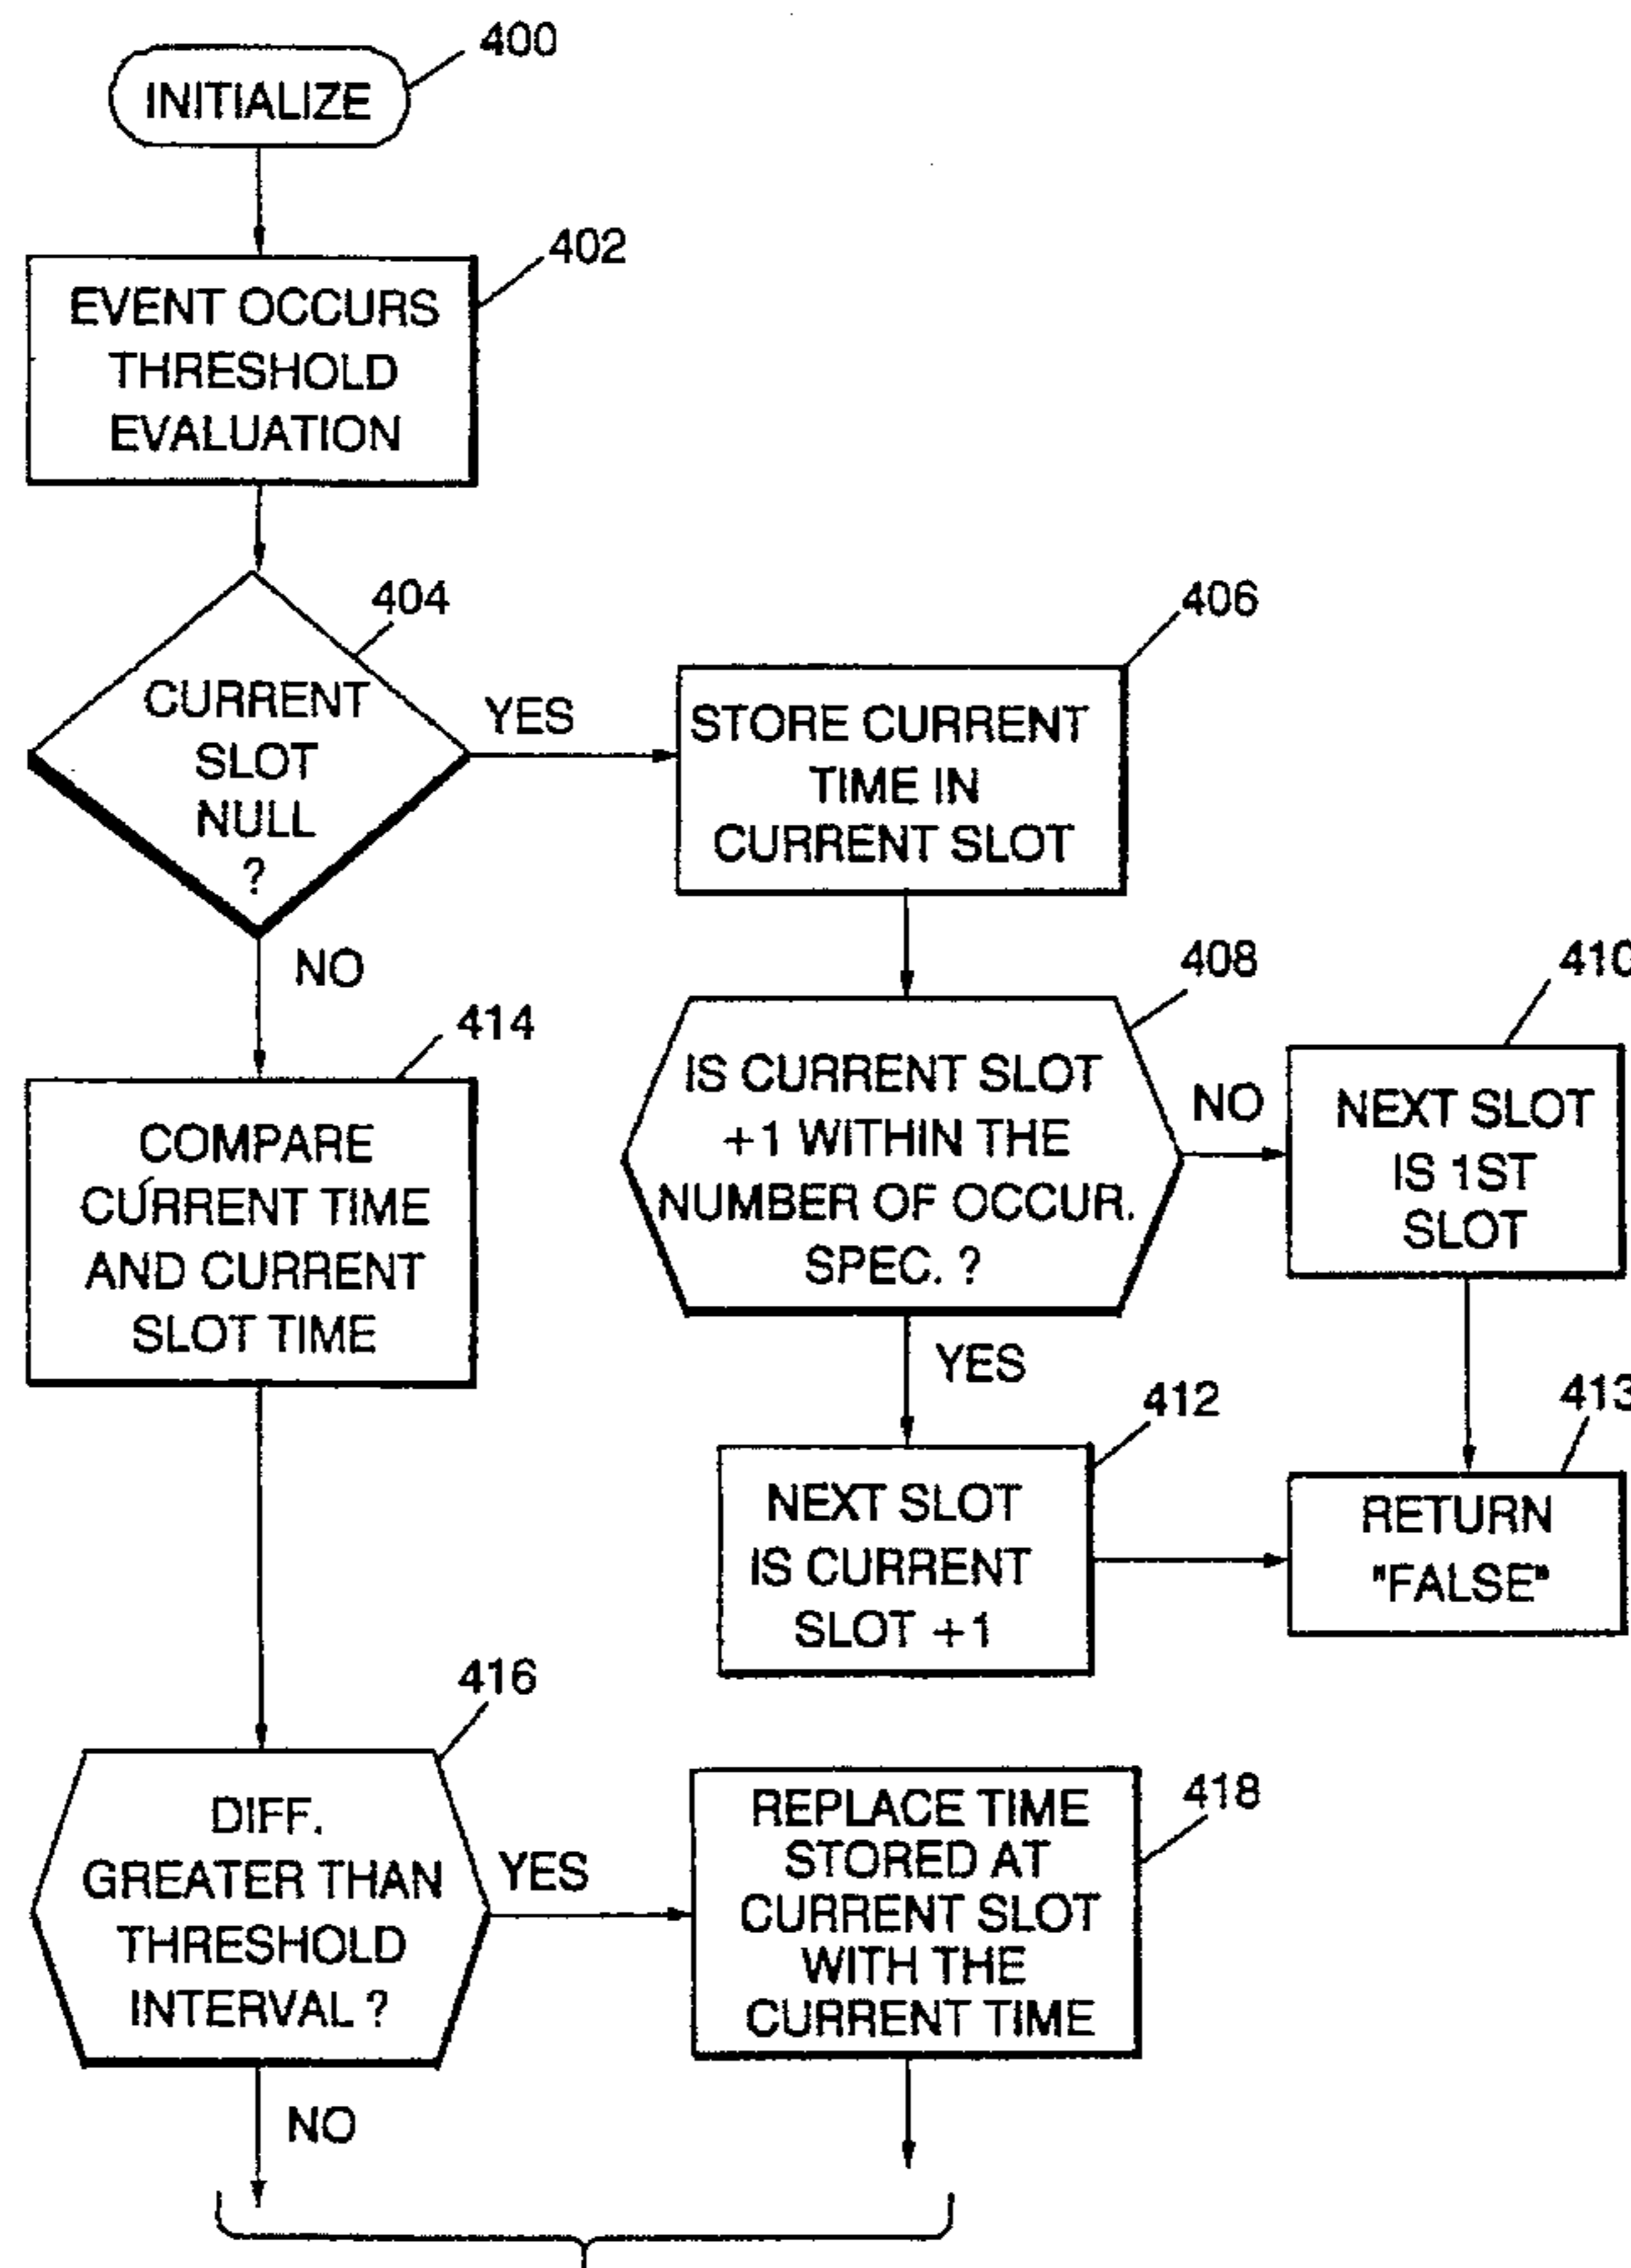 400
INITIALIZE
402
EVENT OCCURS
THRESHOLD
EVALUATION
404
CURRENT
SLOT
NULL
?
YES
NO
406
STORE CURRENT
TIME IN
CURRENT SLOT
408
IS CURRENT SLOT
+1 WITHIN THE
NUMBER OF OCCUR.
SPEC. ?
NO
YES
410
NEXT SLOT
IS 1ST
SLOT
412
NEXT SLOT
IS CURRENT
SLOT +1
413
RETURN
"FALSE"
414
COMPARE
CURRENT TIME
AND CURRENT
SLOT TIME
416
DIFF.
GREATER THAN
THRESHOLD
INTERVAL ?
YES
NO
418
REPLACE TIME
STORED AT
CURRENT SLOT
WITH THE
CURRENT TIME